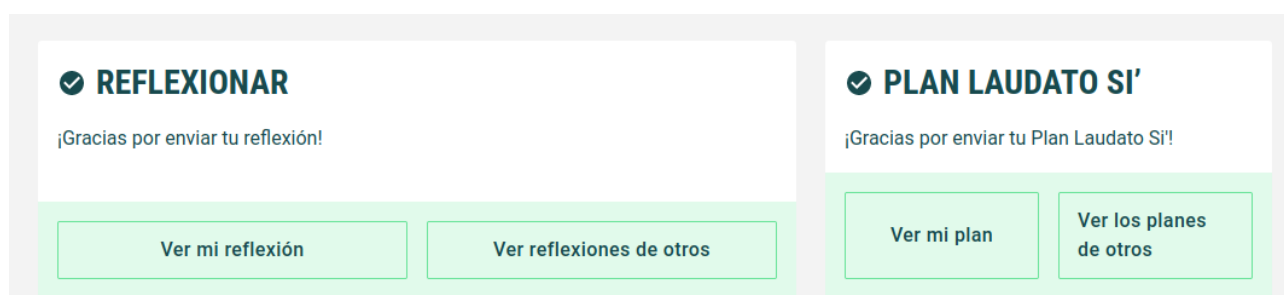 REFLEXIONAR
¡Gracias por enviar tu reflexión!
Ver mi reflexión
Ver reflexiones de otros
PLAN LAUDATO SI’
¡Gracias por enviar tu Plan Laudato Si'!
Ver mi plan
Ver los planes
de otros